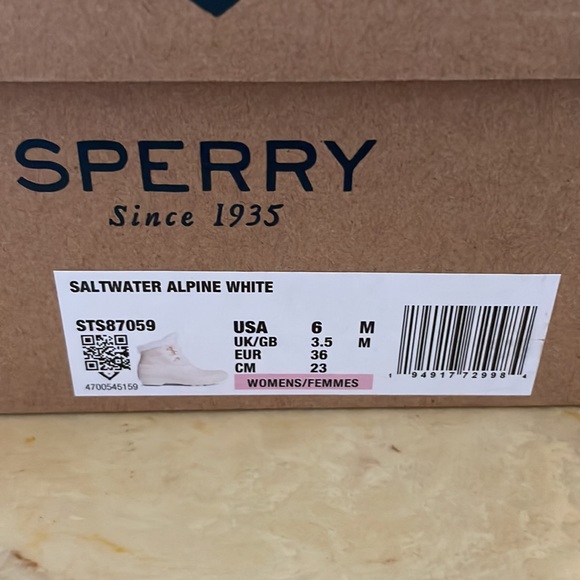 SPERRY
Since 1935
SALTWATER ALPINE WHITE
STS87059
4700545159
USA 6 M
UK/GB 3.5 M
EUR 36
CM 23
WOMENS/FEMMES
1 94917 72998 4